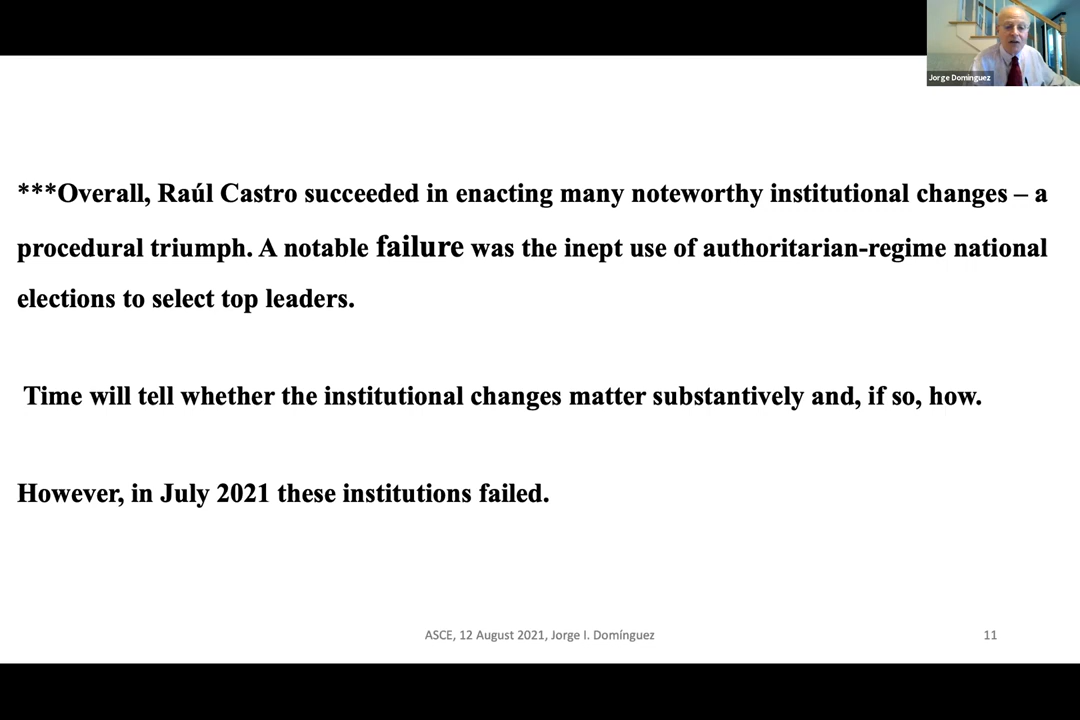 Jorge Domínguez
***Overall, Raúl Castro succeeded in enacting many noteworthy institutional changes – a
procedural triumph. A notable failure was the inept use of authoritarian-regime national
elections to select top leaders.
Time will tell whether the institutional changes matter substantively and, if so, how.
However, in July 2021 these institutions failed.
ASCE, 12 August 2021, Jorge I. Domínguez
11